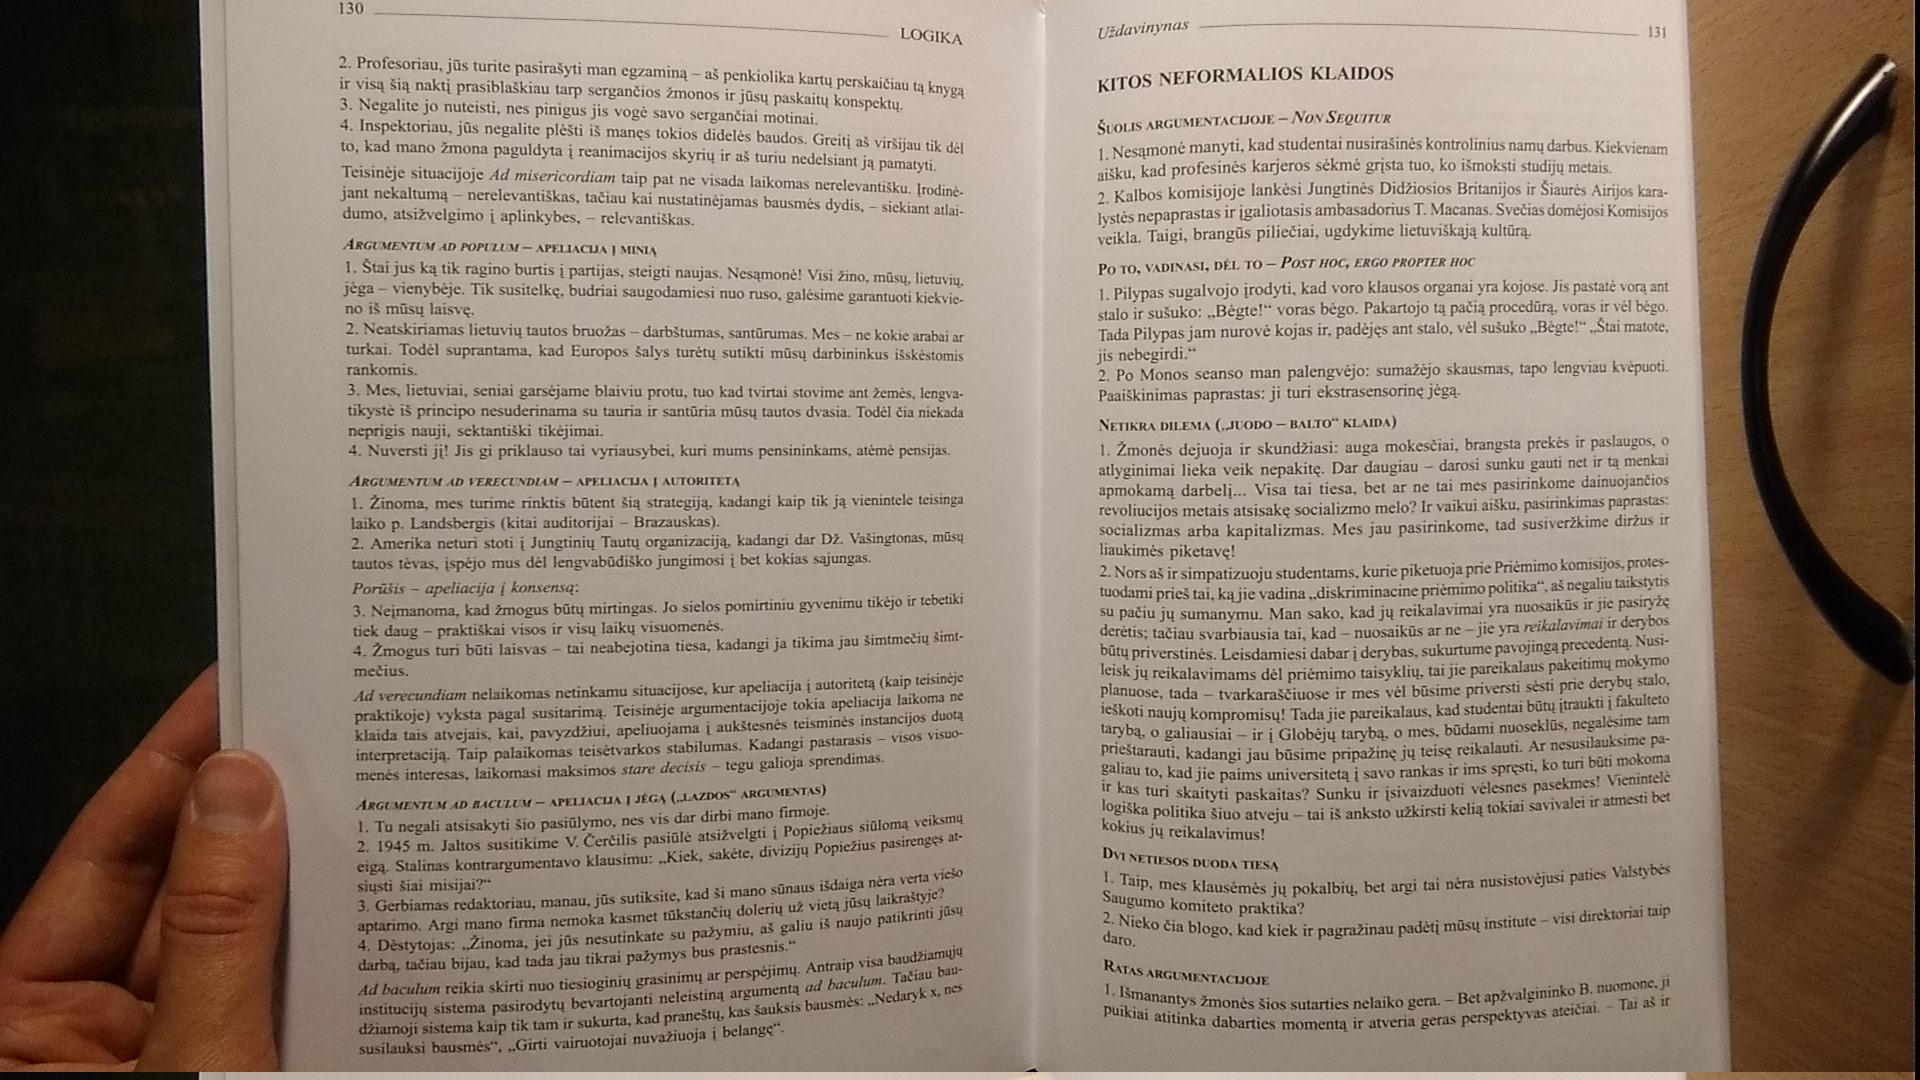 130
LOGIKA
2. Profesoriau, jūs turite pasirašyti man egzaminą – aš penkiolika kartų perskaičiau tą knygą
ir visą šią naktį prasiblaškiau tarp sergančios žmonos ir jūsų paskaitų konspektų.
3. Negalite jo nuteisti, nes pinigus jis vogė savo sergančiai motinai.
4. Inspektoriau, jūs negalite plėšti iš manęs tokios didelės baudos. Greitį aš viršijau tik dėl
to, kad mano žmona paguldyta į reanimacijos skyrių ir aš turiu nedelsiant ją pamatyti.
Teisinėje situacijoje Ad misericordiam taip pat ne visada laikomas nerelevantišku. Įrodinė-
jant nekaltumą – nerelevantiškas, tačiau kai nustatinėjamas bausmės dydis, – siekiant atlai-
dumo, atsižvelgimo į aplinkybes, – relevantiškas.
ARGUMENTUM AD POPULUM – APELIACIJA Į MINIĄ
1. Štai jus ką tik ragino burtis į partijas, steigti naujas. Nesąmonė! Visi žino, mūsų, lietuvių,
jėga – vienybėje. Tik susitelkę, budriai saugodamiesi nuo ruso, galėsime garantuoti kiekvie-
no iš mūsų laisvę.
2. Neatskiriamas lietuvių tautos bruožas – darbštumas, santūrumas. Mes – ne kokie arabai ar
turkai. Todėl suprantama, kad Europos šalys turėtų sutikti mūsų darbininkus išskėstomis
rankomis.
3. Mes, lietuviai, seniai garsėjame blaiviu protu, tuo kad tvirtai stovime ant žemės, lengva-
tikystė iš principo nesuderinama su tauria ir santūria mūsų tautos dvasia. Todėl čia niekada
neprigis nauji, sektantiški tikėjimai.
4. Nuversti jį! Jis gi priklauso tai vyriausybei, kuri mums pensininkams, atėmė pensijas.
ARGUMENTUM AD VERECUNDIAM – APELIACIJA Į AUTORITETĄ
1. Žinoma, mes turime rinktis būtent šią strategiją, kadangi kaip tik ją vienintele teisinga
laiko p. Landsbergis (kitai auditorijai – Brazauskas).
2. Amerika neturi stoti į Jungtinių Tautų organizaciją, kadangi dar Dž. Vašingtonas, mūsų
tautos tėvas, įspėjo mus dėl lengvabūdiško jungimosi į bet kokias sąjungas.
Porūšis – apeliacija į konsensą:
3. Neįmanoma, kad žmogus būtų mirtingas. Jo sielos pomirtiniu gyvenimu tikėjo ir tebetiki
tiek daug – praktiškai visos ir visų laikų visuomenės.
4. Žmogus turi būti laisvas – tai neabejotina tiesa, kadangi ja tikima jau šimtmečių šimt-
mečius.
Ad verecundiam nelaikomas netinkamu situacijose, kur apeliacija į autoritetą (kaip teisinėje
praktikoje) vyksta pagal susitarimą. Teisinėje argumentacijoje tokia apeliacija laikoma ne
klaida tais atvejais, kai, pavyzdžiui, apeliuojama į aukštesnės teisminės instancijos duotą
interpretaciją. Taip palaikomas teisėtvarkos stabilumas. Kadangi pastarasis – visos visuo-
menės interesas, laikomasi maksimos stare decisis – tegu galioja sprendimas.
ARGUMENTUM AD BACULUM – APELIACIJA Į JĖGĄ („LAZDOS“ ARGUMENTAS)
1. Tu negali atsisakyti šio pasiūlymo, nes vis dar dirbi mano firmoje.
2. 1945 m. Jaltos susitikime V. Čerčilis pasiūlė atsižvelgti į Popiežiaus siūlomą veiksmų
eigą. Stalinas kontrargumentavo klausimu: „Kiek, sakėte, divizijų Popiežius pasirengęs at-
siųsti šiai misijai?“
3. Gerbiamas redaktoriau, manau, jūs sutiksite, kad ši mano sūnaus išdaiga nėra verta viešo
aptarimo. Argi mano firma nemoka kasmet tūkstančių dolerių už vietą jūsų laikraštyje?
4. Dėstytojas: „Žinoma, jei jūs nesutinkate su pažymiu, aš galiu iš naujo patikrinti jūsų
darbą, tačiau bijau, kad tada jau tikrai pažymys bus prastesnis.“
Ad baculum reikia skirti nuo tiesioginių grasinimų ar perspėjimų. Antraip visa baudžiamųjų
institucijų sistema pasirodytų bevartojanti neleistiną argumentą ad baculum. Tačiau bau-
džiamoji sistema kaip tik tam ir sukurta, kad praneštų, kas šauksis bausmės: „Nedaryk x, nes
susilauksi bausmės“, „Girti vairuotojai nuvažiuoja į belangę“.
Uždavinynas
131
KITOS NEFORMALIOS KLAIDOS
ŠUOLIS ARGUMENTACIJOJE – NON SEQUITUR
1. Nesąmonė manyti, kad studentai nusirašinės kontrolinius namų darbus. Kiekvienam
aišku, kad profesinės karjeros sėkmė grįsta tuo, ko išmoksti studijų metais.
2. Kalbos komisijoje lankėsi Jungtinės Didžiosios Britanijos ir Šiaurės Airijos kara-
lystės nepaprastas ir įgaliotasis ambasadorius T. Macanas. Svečias domėjosi Komisijos
veikla. Taigi, brangūs piliečiai, ugdykime lietuviškąją kultūrą.
PO TO, VADINASI, DĖL TO – POST HOC, ERGO PROPTER HOC
1. Pilypas sugalvojo įrodyti, kad voro klausos organai yra kojose. Jis pastatė vorą ant
stalo ir sušuko: „Bėgte!“ voras bėgo. Pakartojo tą pačią procedūrą, voras ir vėl bėgo.
Tada Pilypas jam nurovė kojas ir, padėjęs ant stalo, vėl sušuko „Bėgte!“ „Štai matote,
jis nebegirdi.“
2. Po Monos seanso man palengvėjo: sumažėjo skausmas, tapo lengviau kvėpuoti.
Paaiškinimas paprastas: ji turi ekstrasensorinę jėgą.
NETIKRA DILEMA („JUODO – BALTO“ KLAIDA)
1. Žmonės dejuoja ir skundžiasi: auga mokesčiai, brangsta prekės ir paslaugos, o
atlyginimai lieka veik nepakitę. Dar daugiau – darosi sunku gauti net ir tą menkai
apmokamą darbelį... Visa tai tiesa, bet ar ne tai mes pasirinkome dainuojančios
revoliucijos metais atsisakę socializmo melo? Ir vaikui aišku, pasirinkimas paprastas:
socializmas arba kapitalizmas. Mes jau pasirinkome, tad susiveržkime diržus ir
liaukimės piketavę!
2. Nors aš ir simpatizuoju studentams, kurie piketuoja prie Priėmimo komisijos, protes-
tuodami prieš tai, ką jie vadina „diskriminacine priėmimo politika“, aš negaliu taikstytis
su pačiu jų sumanymu. Man sako, kad jų reikalavimai yra nuosaikūs ir jie pasiryžę
derėtis; tačiau svarbiausia tai, kad – nuosaikūs ar ne – jie yra reikalavimai ir derybos
būtų priverstinės. Leisdamiesi dabar į derybas, sukurtume pavojingą precedentą. Nusi-
leisk jų reikalavimams dėl priėmimo taisyklių, tai jie pareikalaus pakeitimų mokymo
planuose, tada – tvarkaraščiuose ir mes vėl būsime priversti sėsti prie derybų stalo,
ieškoti naujų kompromisų! Tada jie pareikalaus, kad studentai būtų įtraukti į fakulteto
tarybą, o galiausiai – ir į Globėjų tarybą, o mes, būdami nuoseklūs, negalėsime tam
prieštarauti, kadangi jau būsime pripažinę jų teisę reikalauti. Ar nesusilauksime pa-
galiau to, kad jie paims universitetą į savo rankas ir ims spręsti, ko turi būti mokoma
ir kas turi skaityti paskaitas? Sunku ir įsivaizduoti vėlesnes pasekmes! Vienintelė
logiška politika šiuo atveju – tai iš anksto užkirsti kelią tokiai savivalei ir atmesti bet
kokius jų reikalavimus!
DVI NETIESOS DUODA TIESĄ
1. Taip, mes klausėmės jų pokalbių, bet argi tai nėra nusistovėjusi paties Valstybės
Saugumo komiteto praktika?
2. Nieko čia blogo, kad kiek ir pagražinau padėtį mūsų institute – visi direktoriai taip
daro.
RATAS ARGUMENTACIJOJE
1. Išmanantys žmonės šios sutarties nelaiko gera. – Bet apžvalgininko B. nuomone, ji
puikiai atitinka dabarties momentą ir atveria geras perspektyvas ateičiai. – Tai aš ir